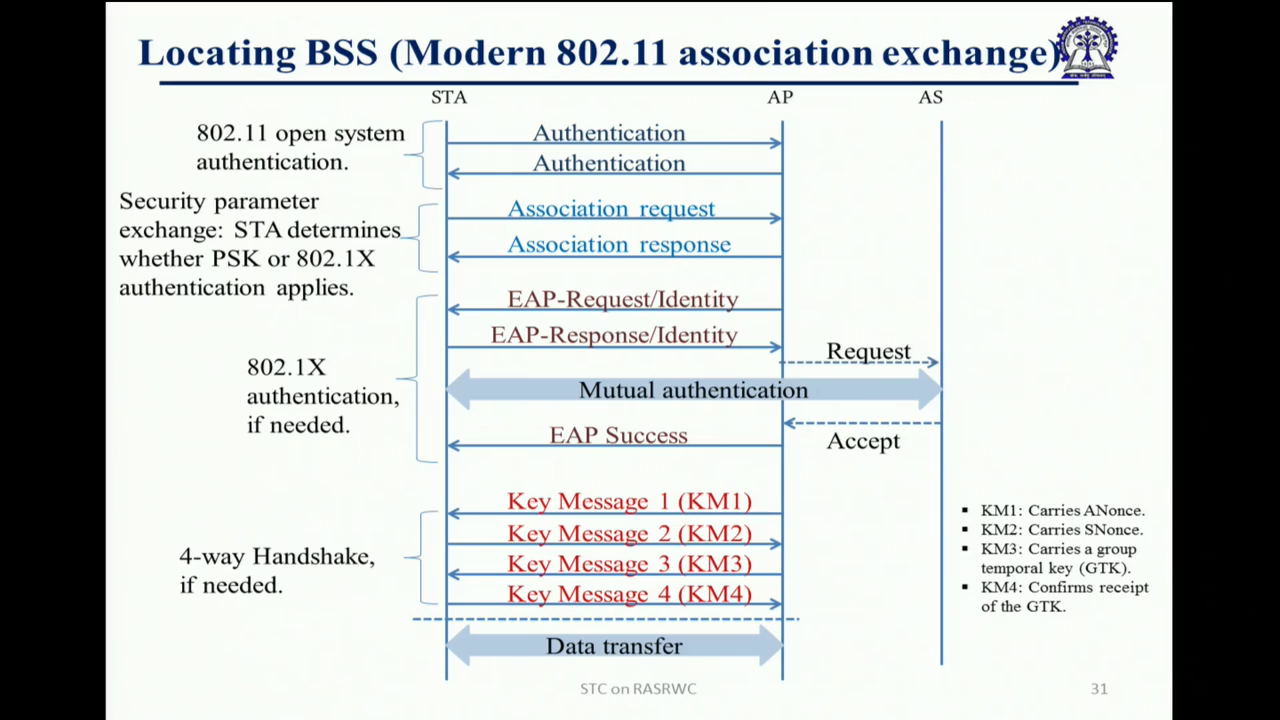 Locating BSS (Modern 802.11 association exchange)
STA
AP
AS
802.11 open system
authentication.
Authentication
Authentication
Security parameter
exchange: STA determines
whether PSK or 802.1X
authentication applies.
Association request
Association response
EAP-Request/Identity
EAP-Response/Identity
Request
802.1X
authentication,
if needed.
Mutual authentication
Accept
EAP Success
4-way Handshake,
if needed.
Key Message 1 (KM1)
Key Message 2 (KM2)
Key Message 3 (KM3)
Key Message 4 (KM4)
▪ KM1: Carries ANonce.
▪ KM2: Carries SNonce.
▪ KM3: Carries a group
temporal key (GTK).
▪ KM4: Confirms receipt
of the GTK.
Data transfer
STC on RASRWC
31